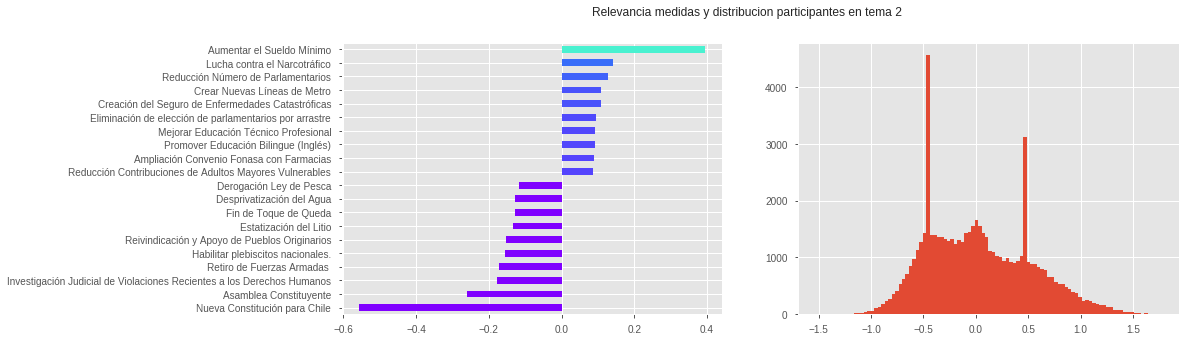 Relevancia medidas y distribucion participantes en tema 2
Aumentar el Sueldo Mínimo
Lucha contra el Narcotráfico
Reducción Número de Parlamentarios
Crear Nuevas Líneas de Metro
Creación del Seguro de Enfermedades Catastróficas
Eliminación de elección de parlamentarios por arrastre
Mejorar Educación Técnico Profesional
Promover Educación Bilingue (Inglés)
Ampliación Convenio Fonasa con Farmacias
Reducción Contribuciones de Adultos Mayores Vulnerables
Derogación Ley de Pesca
Desprivatización del Agua
Fin de Toque de Queda
Estatización del Litio
Reivindicación y Apoyo de Pueblos Originarios
Habilitar plebiscitos nacionales.
Retiro de Fuerzas Armadas
Investigación Judicial de Violaciones Recientes a los Derechos Humanos
Asamblea Constituyente
Nueva Constitución para Chile
−0.6 −0.4 −0.2 0.0 0.2 0.4
4000
3000
2000
1000
0
−1.5 −1.0 −0.5 0.0 0.5 1.0 1.5